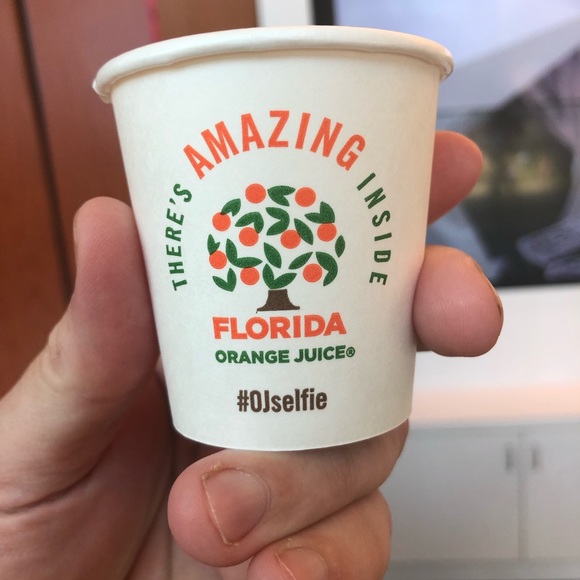 THERE'S AMAZING INSIDE
FLORIDA
ORANGE JUICE®
#OJselfie